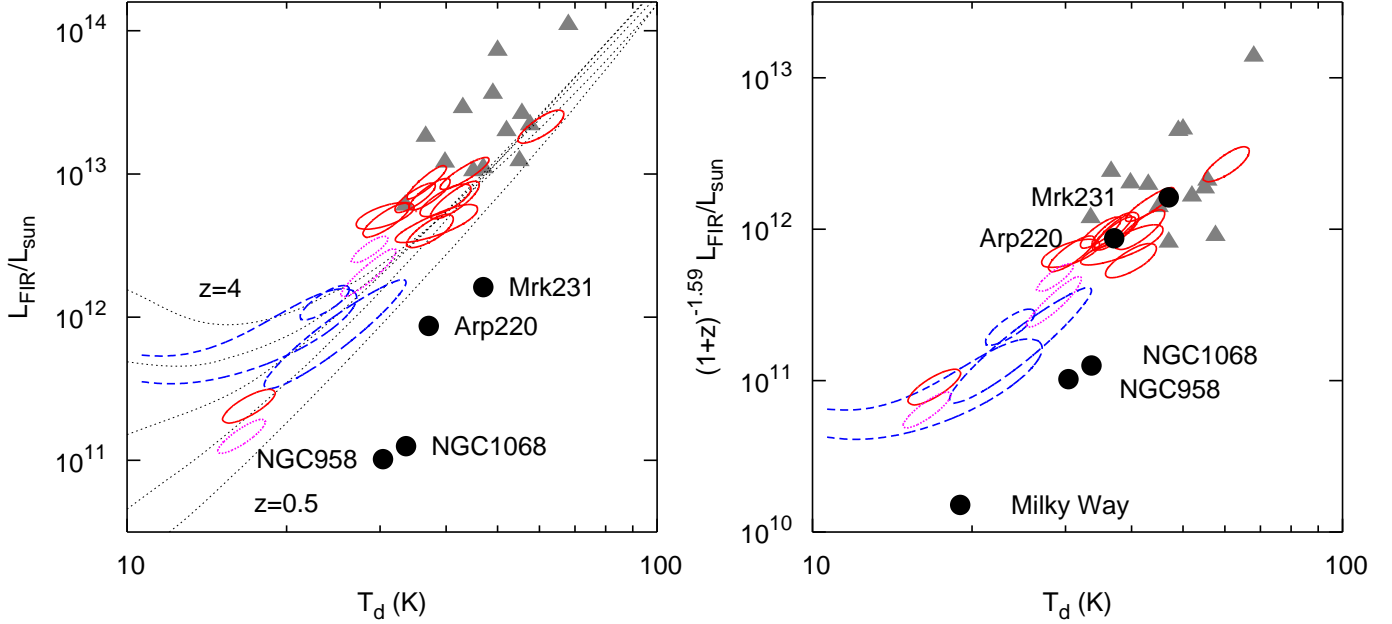 10^14
10^13
10^12
10^11
L_FIR/L_sun
z=4
Mrk231
Arp220
NGC958
NGC1068
z=0.5
10
100
T_d (K)
10^13
10^12
10^11
10^10
(1+z)^-1.59 L_FIR/L_sun
Mrk231
Arp220
NGC1068
NGC958
Milky Way
10
100
T_d (K)